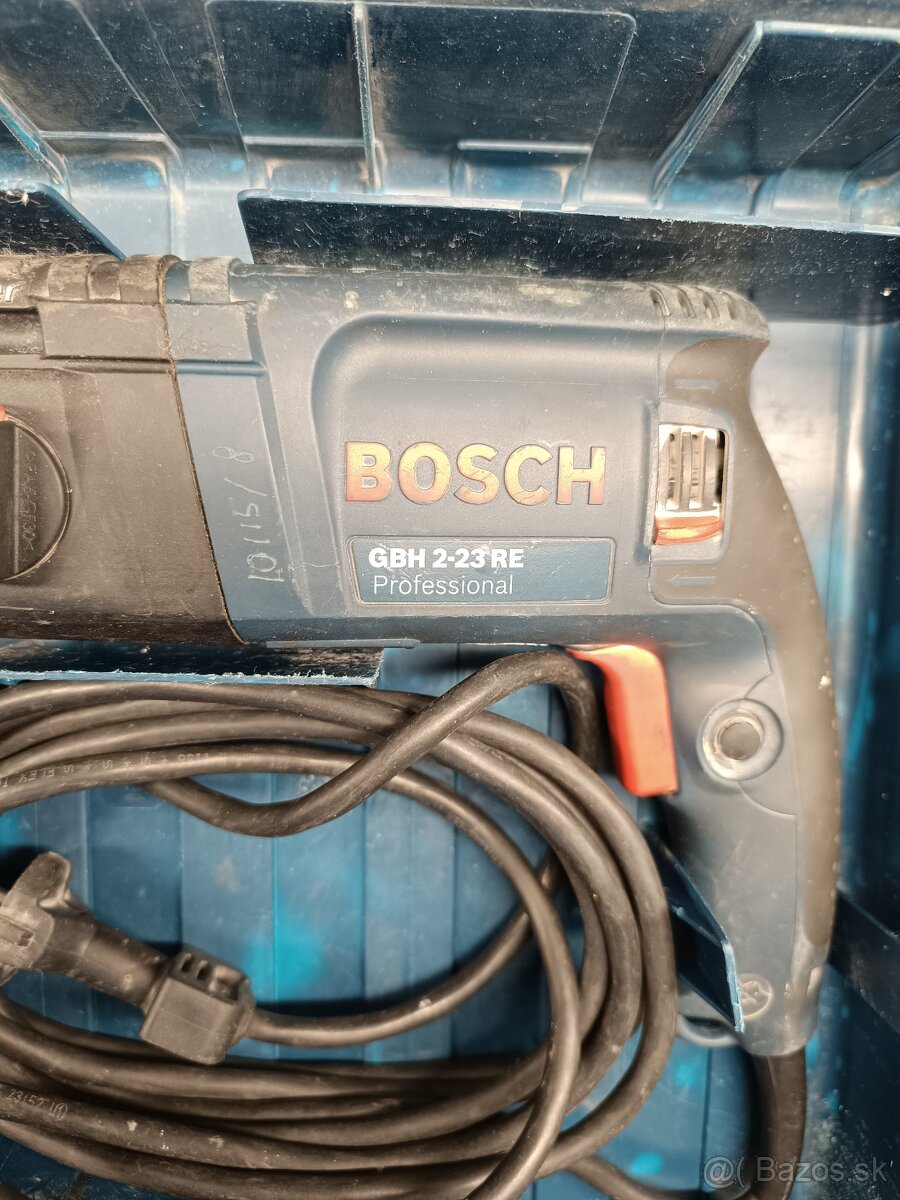 BOSCH
GBH 2-23 RE
Professional
10115/8
@( Bazos.sk